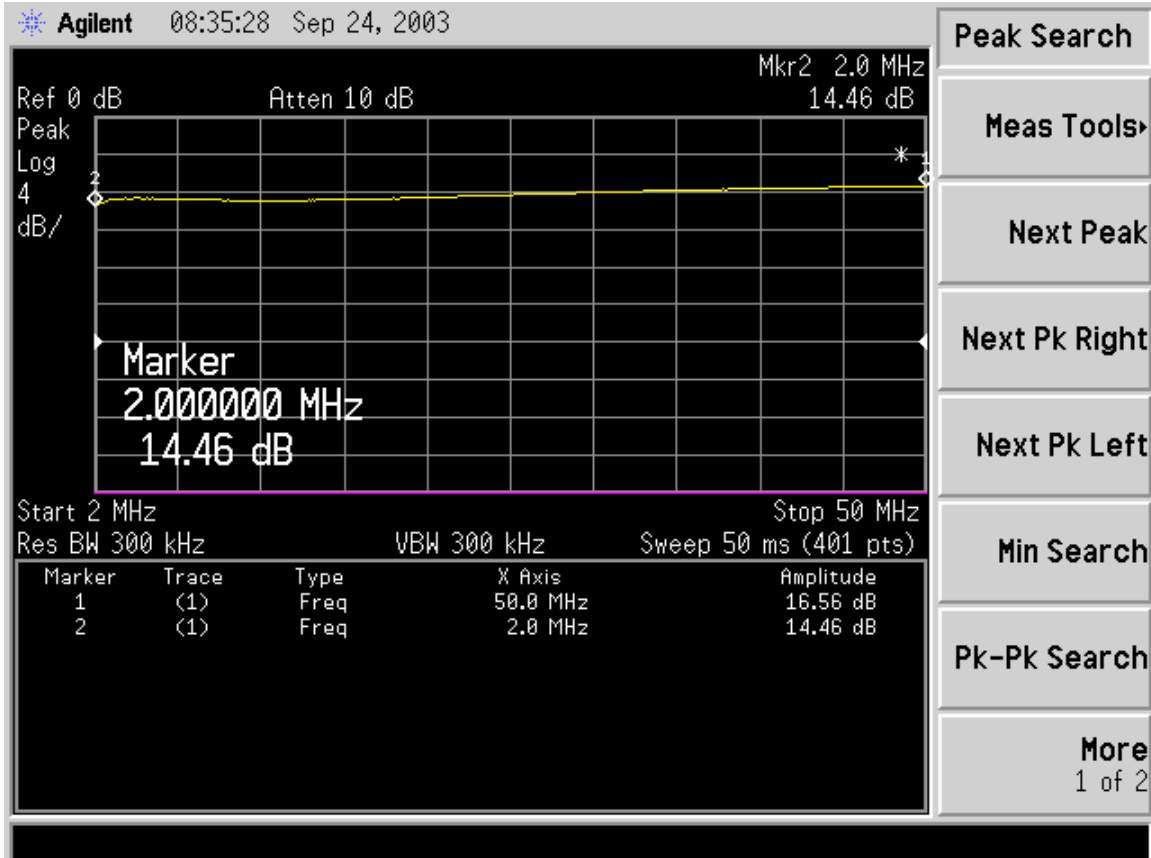 Agilent 08:35:28 Sep 24, 2003
Mkr2 2.0 MHz
Ref 0 dB Atten 10 dB 14.46 dB
Peak
Log
4
dB/
2
* 1
Marker
2.000000 MHz
14.46 dB
Start 2 MHz Stop 50 MHz
Res BW 300 kHz VBW 300 kHz Sweep 50 ms (401 pts)
Marker Trace Type X Axis Amplitude
1 (1) Freq 50.0 MHz 16.56 dB
2 (1) Freq 2.0 MHz 14.46 dB
Peak Search
Meas Tools
Next Peak
Next Pk Right
Next Pk Left
Min Search
Pk-Pk Search
More
1 of 2